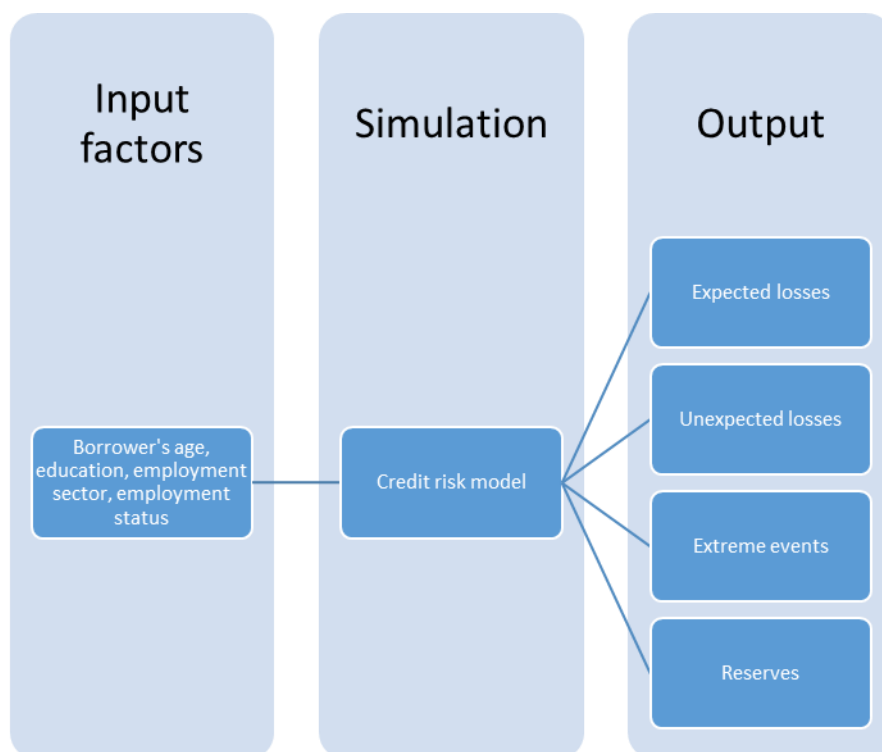 Input
factors
Simulation
Output
Borrower's age,
education, employment
sector, employment
status
Credit risk model
Expected losses
Unexpected losses
Extreme events
Reserves